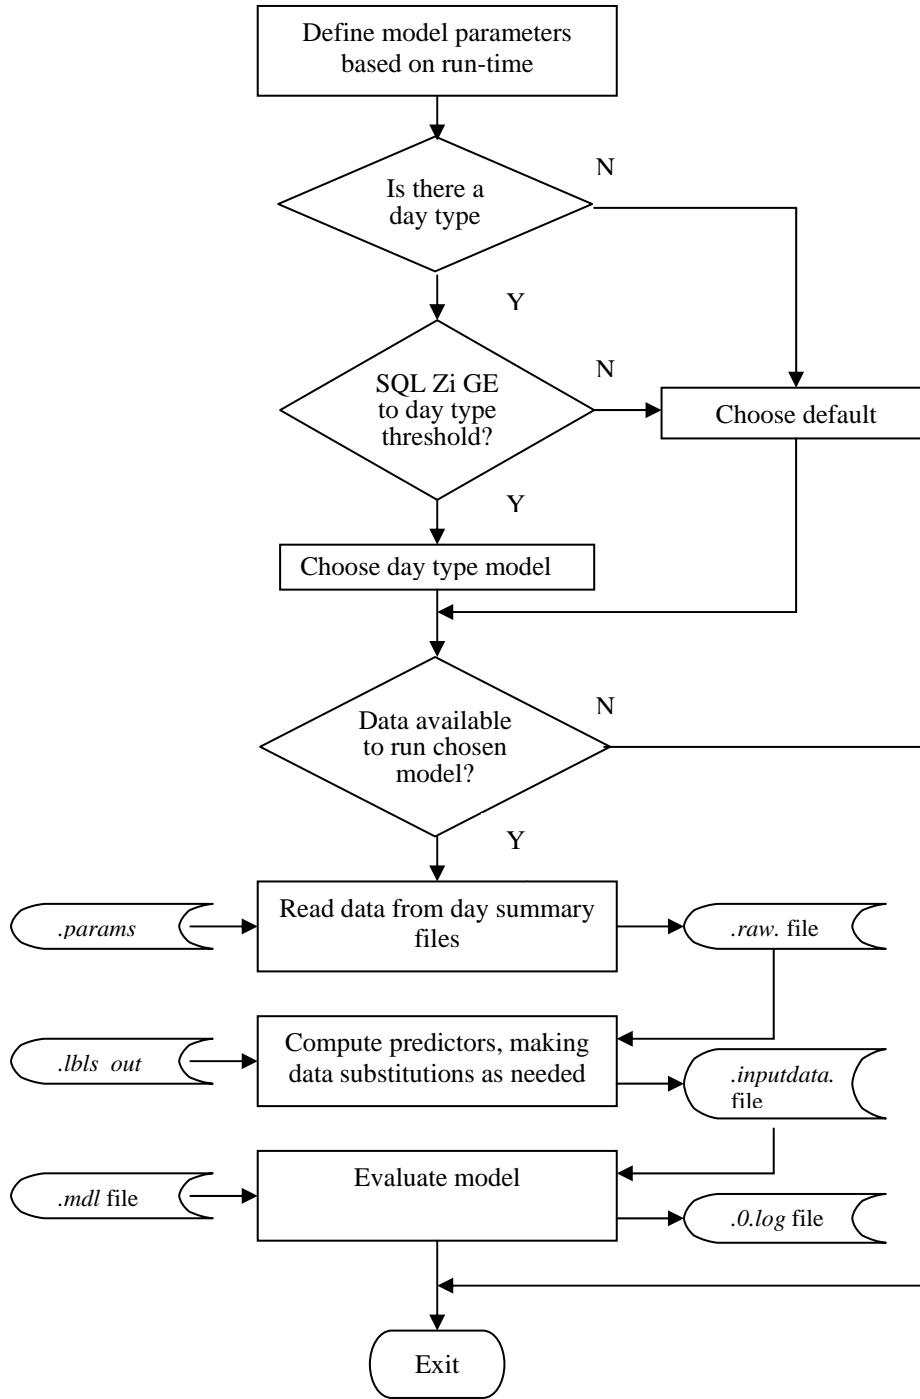 Define model parameters
based on run-time
N
Is there a
day type
Y
SQL Zi GE
to day type
threshold?
N
Choose default
Y
Choose day type model
N
Data available
to run chosen
model?
Y
.params
Read data from day summary
files
.raw. file
.lbls out
Compute predictors, making
data substitutions as needed
.inputdata.
file
.mdl file
Evaluate model
.0.log file
Exit